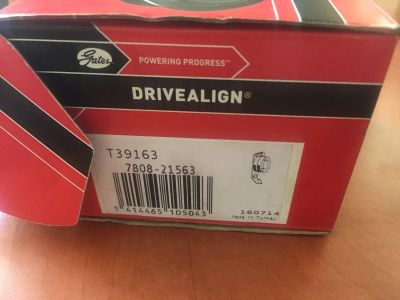 Gates
POWERING PROGRESS™
DRIVEALIGN®
T39163
7808-21563
5 414465 105043
160714
Made in Turkey